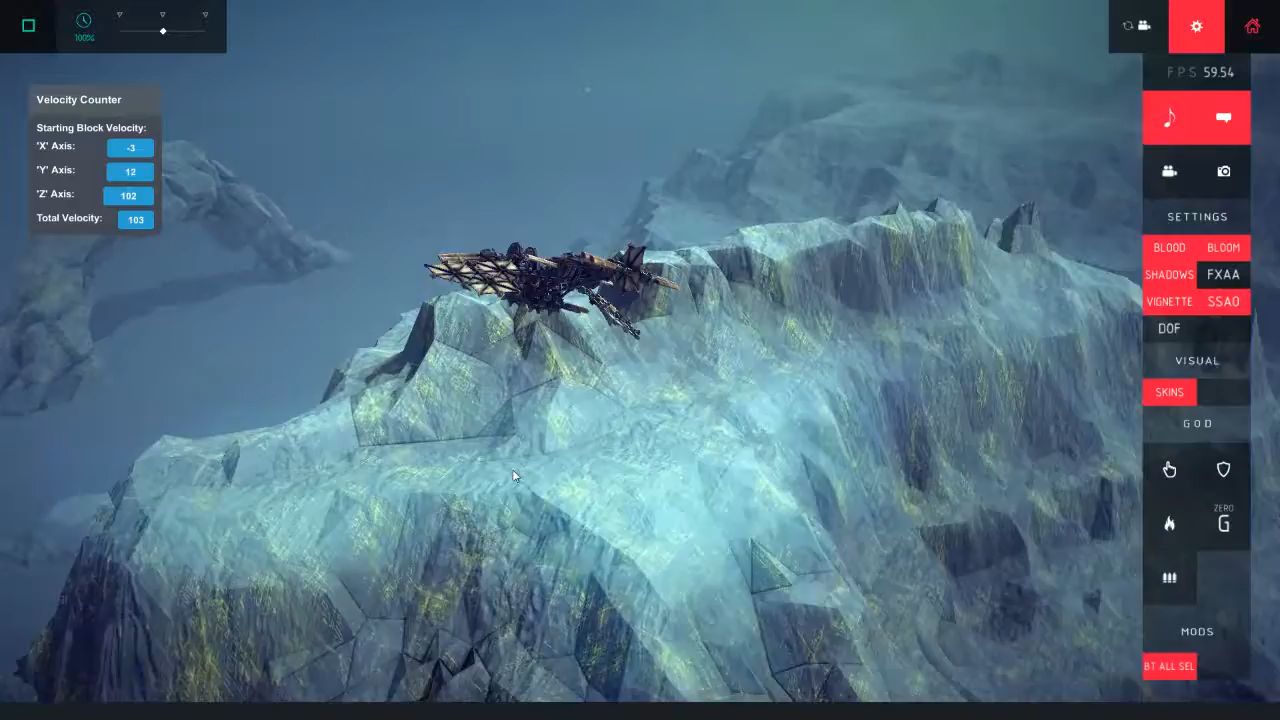 100%
FPS 59.54
Velocity Counter
Starting Block Velocity:
'X' Axis: -3
'Y' Axis: 12
'Z' Axis: 102
Total Velocity: 103
SETTINGS
BLOOD BLOOM
SHADOWS FXAA
VIGNETTE SSAO
DOF
VISUAL
SKINS
GOD
ZERO
G
MODS
BT ALL SEL